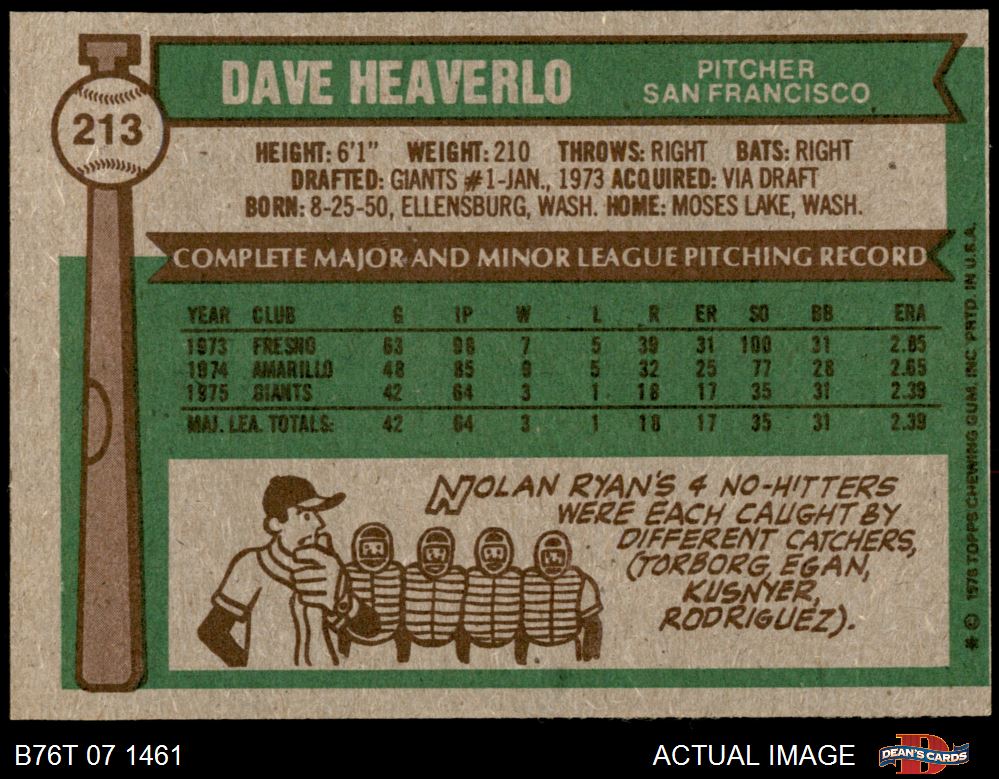 DAVE HEAVERLO
PITCHER
SAN FRANCISCO
213
HEIGHT: 6'1" WEIGHT: 210 THROWS: RIGHT BATS: RIGHT
DRAFTED: GIANTS #1-JAN., 1973 ACQUIRED: VIA DRAFT
BORN: 8-25-50, ELLENSBURG, WASH. HOME: MOSES LAKE, WASH.
COMPLETE MAJOR AND MINOR LEAGUE PITCHING RECORD
YEAR CLUB G IP W L R ER SO BB ERA
1973 FRESNO 63 98 7 5 39 31 100 31 2.85
1974 AMARILLO 48 85 5 32 25 77 28 2.65
1975 GIANTS 42 64 3 1 18 17 35 31 2.39
MAJ. LEA. TOTALS: 42 64 3 1 18 17 35 31 2.39
NOLAN RYAN'S 4 NO-HITTERS
WERE EACH CAUGHT BY
DIFFERENT CATCHERS,
(TORBORG, EGAN,
KUSNYER,
RODRIGUEZ).
* © 1976 TOPPS CHEWING GUM, INC PRTD. IN U.S.A.
B76T 07 1461
ACTUAL IMAGE
DEAN'S CARDS